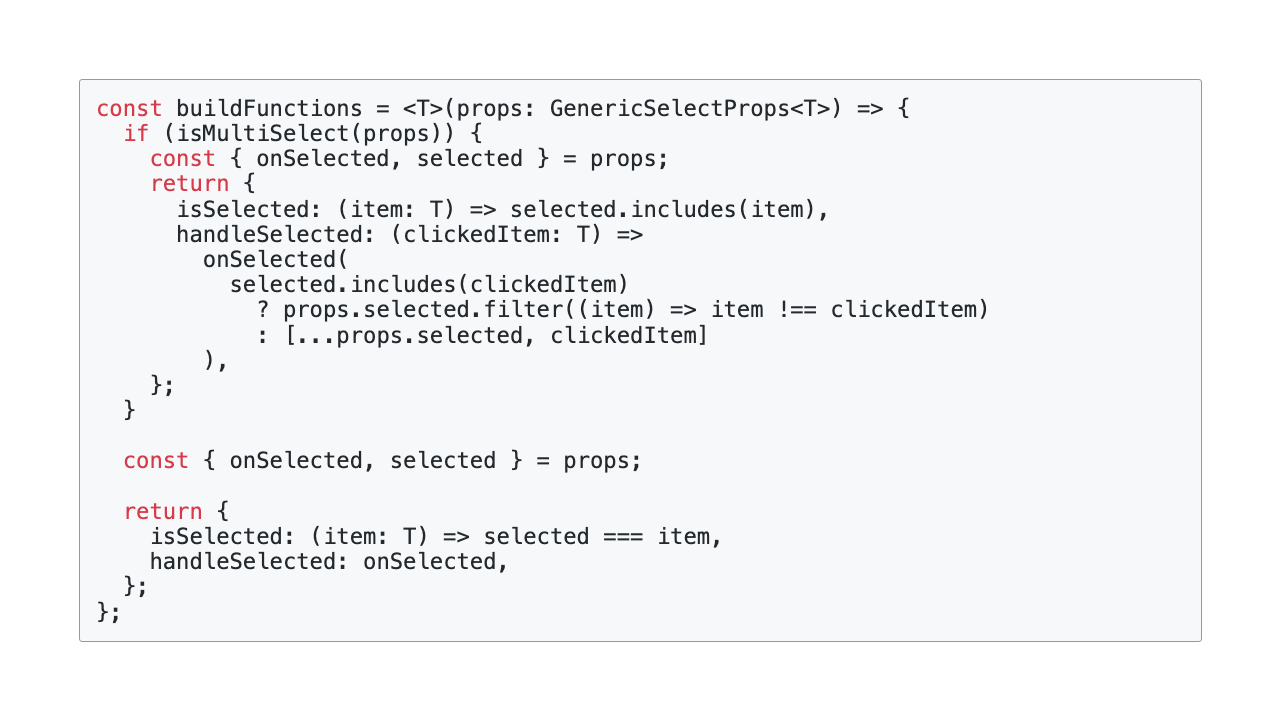 const buildFunctions = <T>(props: GenericSelectProps<T>) => {
  if (isMultiSelect(props)) {
    const { onSelected, selected } = props;
    return {
      isSelected: (item: T) => selected.includes(item),
      handleSelected: (clickedItem: T) =>
        onSelected(
          selected.includes(clickedItem)
            ? props.selected.filter((item) => item !== clickedItem)
            : [...props.selected, clickedItem]
        ),
    };
  }

  const { onSelected, selected } = props;

  return {
    isSelected: (item: T) => selected === item,
    handleSelected: onSelected,
  };
};